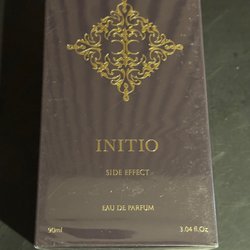 INITIO
SIDE EFFECT
EAU DE PARFUM
90ml 3.04 fl.Oz